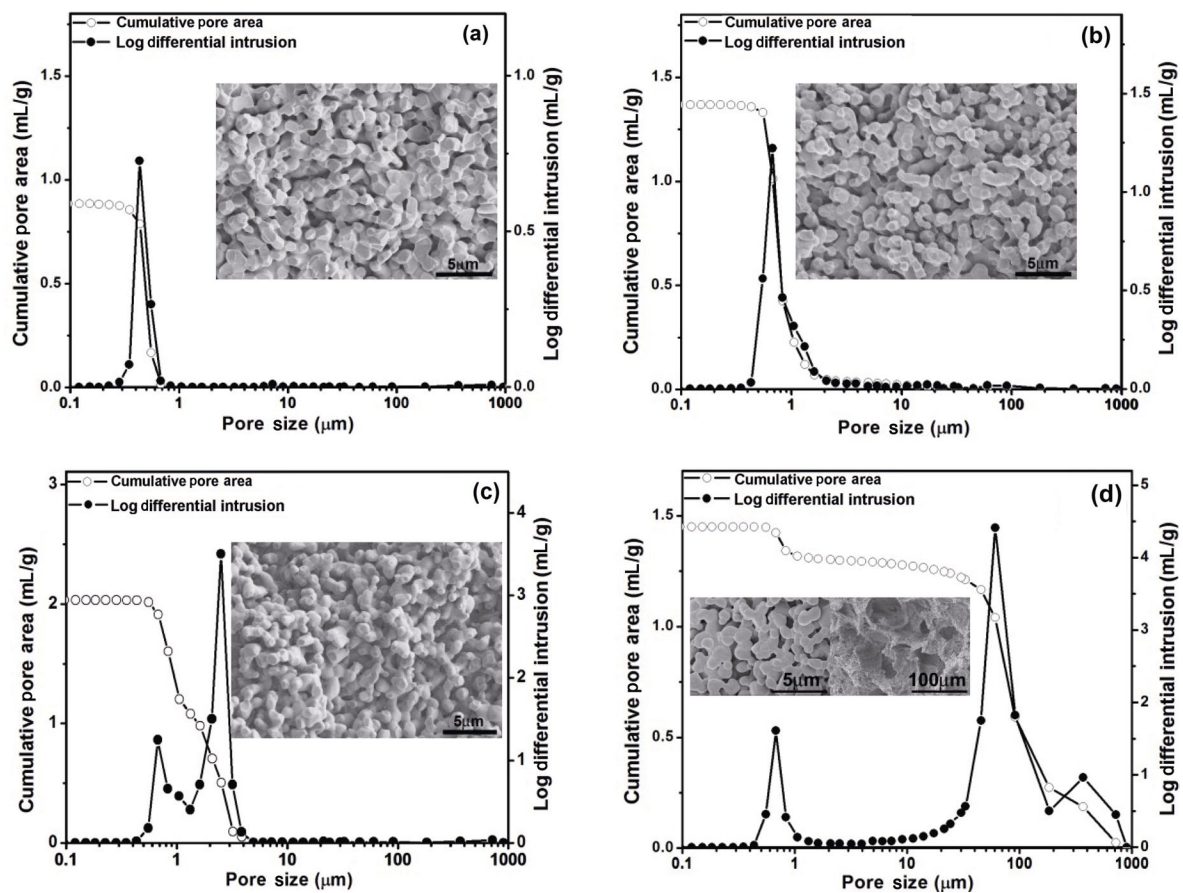 Cumulative pore area
Log differential intrusion
(a)
Cumulative pore area (mL/g)
1.5
1.0
0.5
0.0
Log differential intrusion (mL/g)
1.0
0.5
0.0
5μm
0.1
1
10
100
1000
Pore size (μm)
Cumulative pore area
Log differential intrusion
(b)
Cumulative pore area (mL/g)
1.5
1.0
0.5
0.0
Log differential intrusion (mL/g)
1.5
1.0
0.5
0.0
5μm
0.1
1
10
100
1000
Pore size (μm)
Cumulative pore area
Log differential intrusion
(c)
Cumulative pore area (mL/g)
3
2
1
0
Log differential intrusion (mL/g)
4
3
2
1
0
5μm
0.1
1
10
100
1000
Pore size (μm)
Cumulative pore area
Log differential intrusion
(d)
Cumulative pore area (mL/g)
1.5
1.0
0.5
0.0
Log differential intrusion (mL/g)
5
4
3
2
1
0
5μm
100μm
0.1
1
10
100
1000
Pore size (μm)